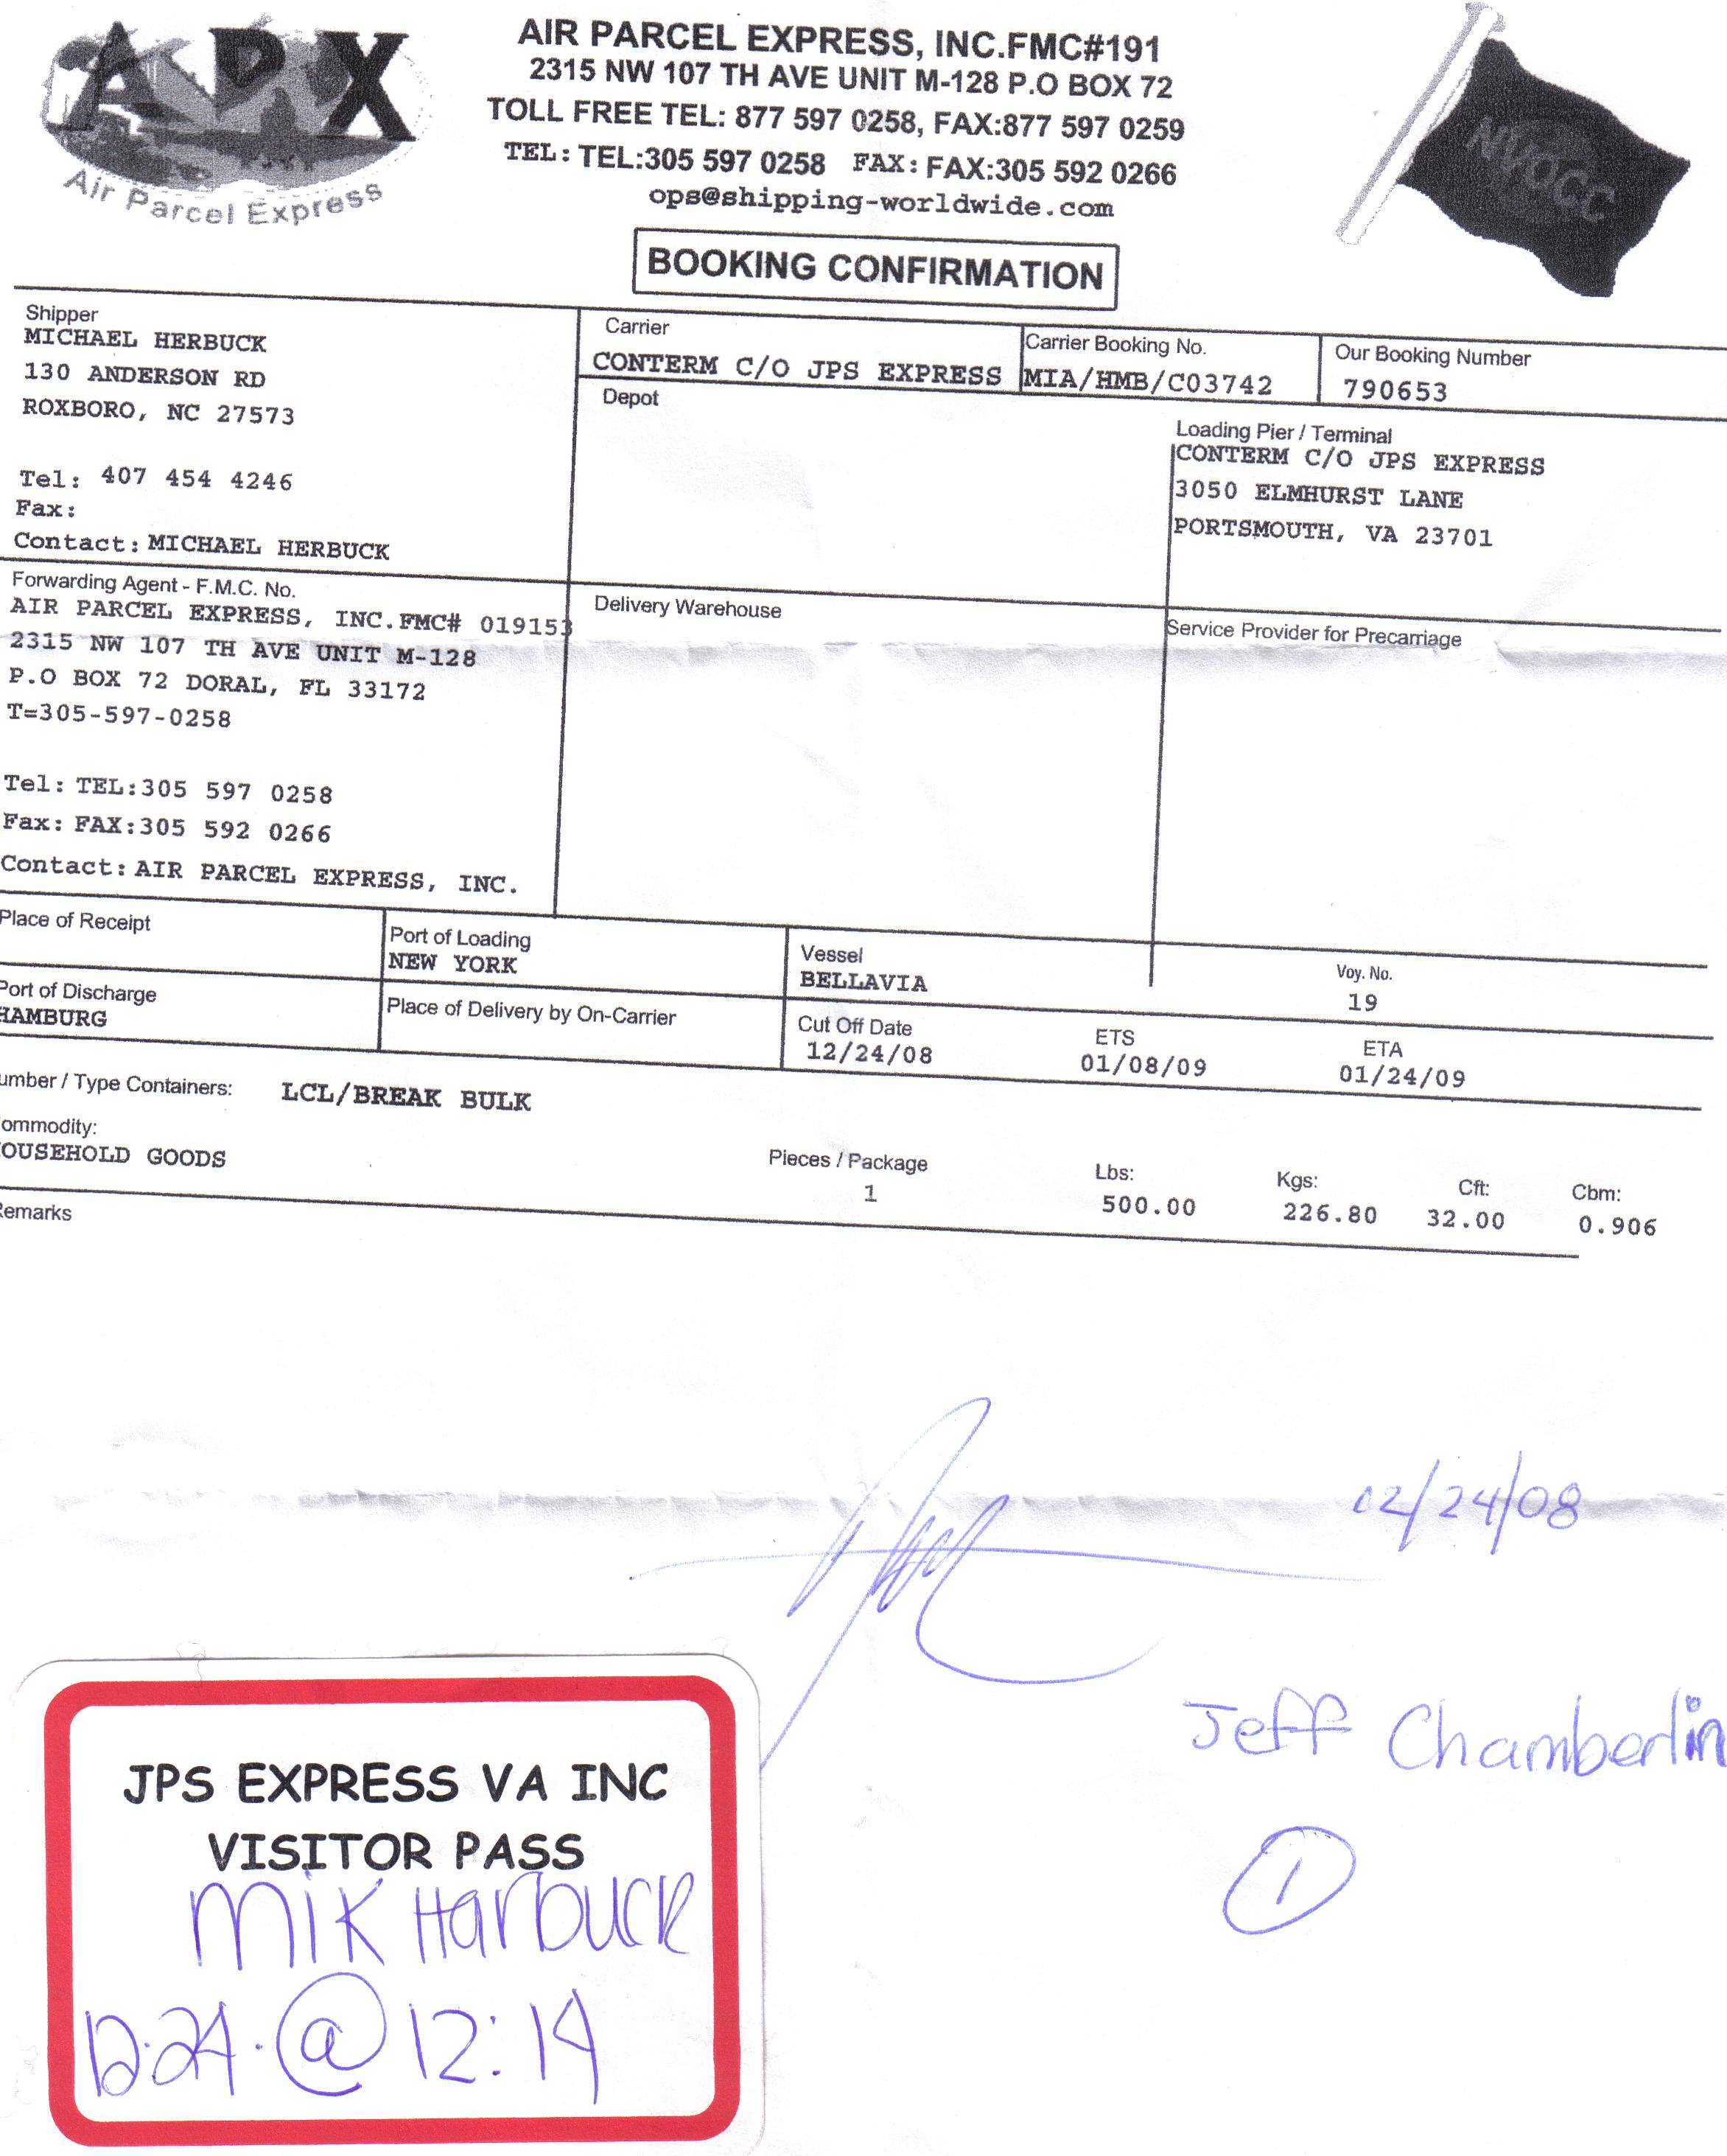 APX
Air Parcel Express
AIR PARCEL EXPRESS, INC.FMC#191
2315 NW 107 TH AVE UNIT M-128 P.O BOX 72
TOLL FREE TEL: 877 597 0258, FAX:877 597 0259
TEL: TEL:305 597 0258 FAX: FAX:305 592 0266
ops@shipping-worldwide.com
NVOCC
BOOKING CONFIRMATION
Shipper
MICHAEL HERBUCK
130 ANDERSON RD
ROXBORO, NC 27573
Tel: 407 454 4246
Fax:
Contact: MICHAEL HERBUCK
Carrier
CONTERM C/O JPS EXPRESS
Carrier Booking No.
MIA/HMB/C03742
Our Booking Number
790653
Depot
Loading Pier / Terminal
CONTERM C/O JPS EXPRESS
3050 ELMHURST LANE
PORTSMOUTH, VA 23701
Forwarding Agent - F.M.C. No.
AIR PARCEL EXPRESS, INC.FMC# 019153
2315 NW 107 TH AVE UNIT M-128
P.O BOX 72 DORAL, FL 33172
T=305-597-0258
Tel: TEL:305 597 0258
Fax: FAX:305 592 0266
Contact: AIR PARCEL EXPRESS, INC.
Delivery Warehouse
Service Provider for Precarriage
Place of Receipt
Port of Loading
NEW YORK
Vessel
BELLAVIA
Voy. No.
19
Port of Discharge
HAMBURG
Place of Delivery by On-Carrier
Cut Off Date
12/24/08
ETS
01/08/09
ETA
01/24/09
umber / Type Containers: LCL/BREAK BULK
ommodity:
OUSEHOLD GOODS
Pieces / Package
1
Lbs:
500.00
Kgs:
226.80
Cft:
32.00
Cbm:
0.906
Remarks
12/24/08
Jeff Chamberlin
1
JPS EXPRESS VA INC
VISITOR PASS
Mik Harbuck
12.24. @ 12:14